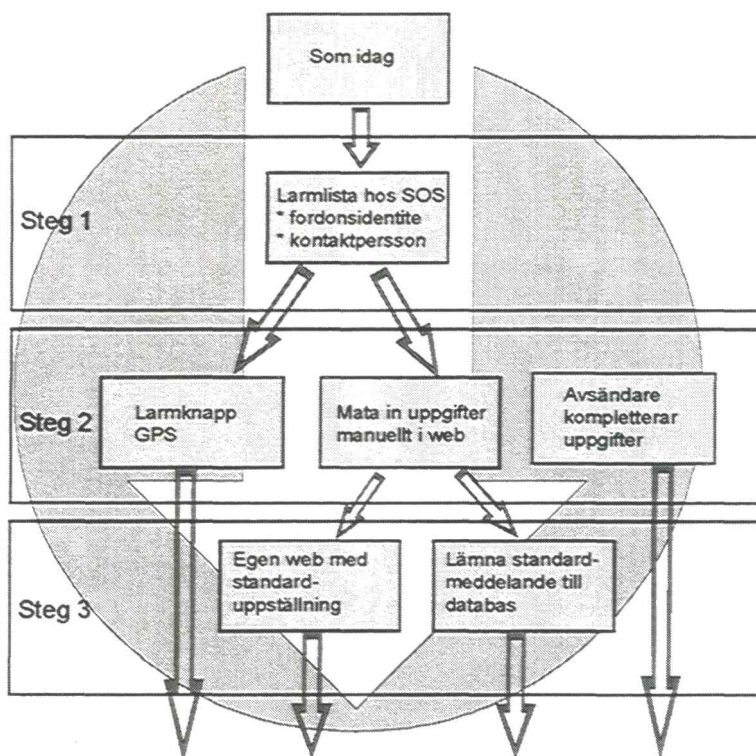 Som idag
Steg 1
Larmlista hos SOS
* fordonsidentite
* kontaktpersson
Steg 2
Larmknapp
GPS
Mata in uppgifter
manuellt i web
Avsändare
kompletterar
uppgifter
Steg 3
Egen web med
standard-
uppställning
Lämna standard-
meddelande till
databas